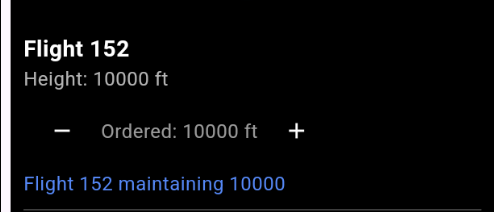 Flight 152
Height: 10000 ft
− Ordered: 10000 ft +
Flight 152 maintaining 10000